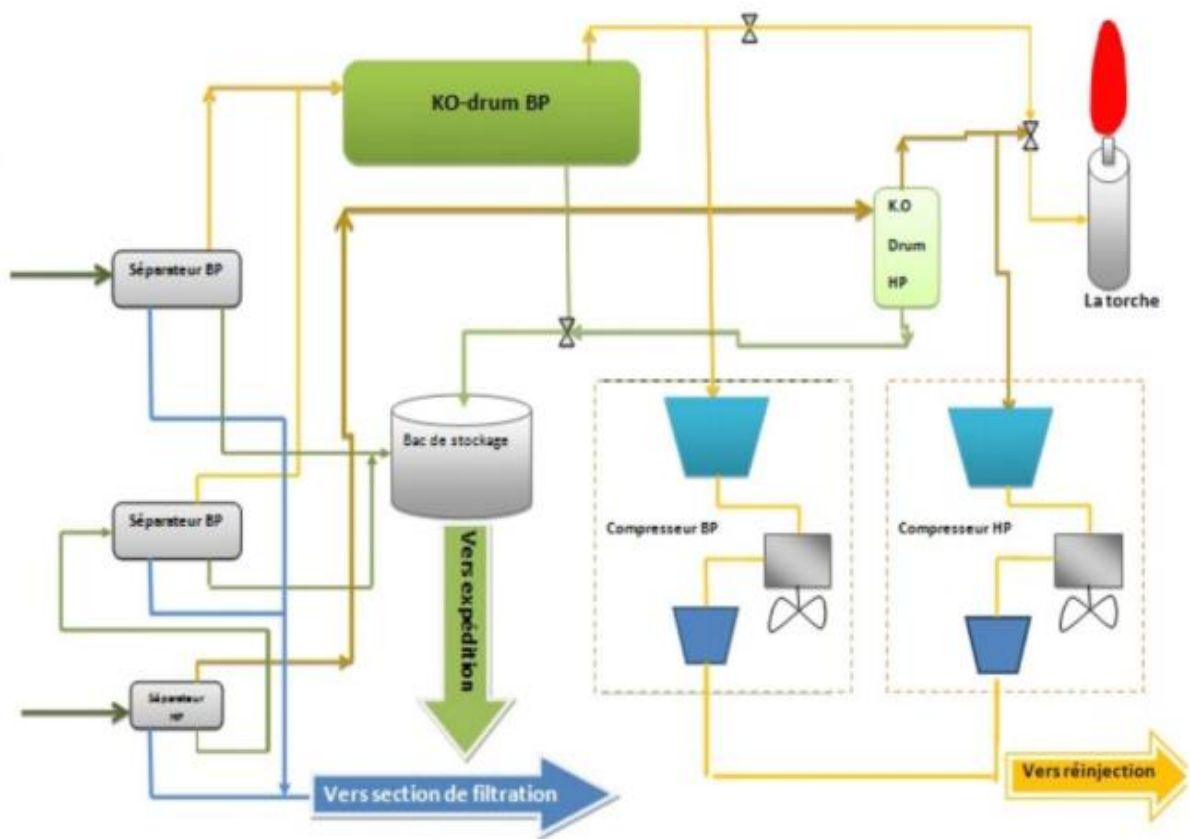 KO-drum BP
K.O
Drum
HP
La torche
Séparateur BP
Bac de stockage
Séparateur BP
Compresseur BP
Compresseur HP
Vers expédition
Séparateur
HP
Vers section de filtration
Vers réinjection